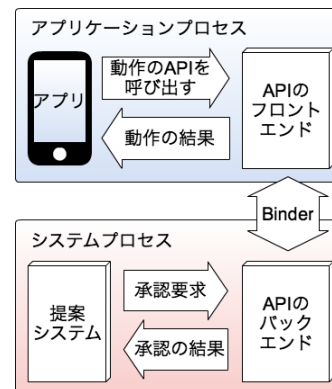 アプリケーションプロセス
アプリ
動作のAPIを
呼び出す
動作の結果
APIの
フロント
エンド
Binder
システムプロセス
提案
システム
承認要求
承認の結果
APIの
バック
エンド